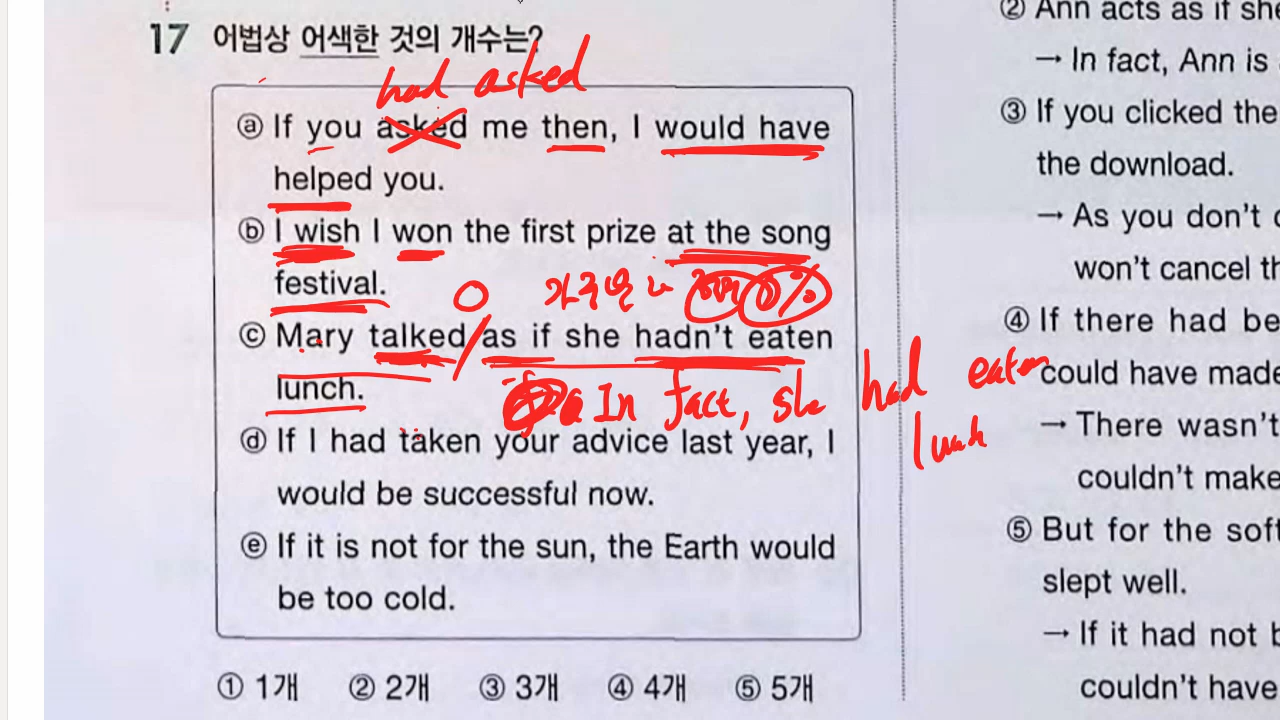 17 어법상 어색한 것의 개수는?
had asked
ⓐ If you asked me then, I would have
helped you.
ⓑ I wish I won the first prize at the song
festival.
ⓒ Mary talked as if she hadn't eaten
lunch.
In fact, she had eaten
lunch
ⓓ If I had taken your advice last year, I
would be successful now.
ⓔ If it is not for the sun, the Earth would
be too cold.
① 1개 ② 2개 ③ 3개 ④ 4개 ⑤ 5개
② Ann acts as if she
→ In fact, Ann is
③ If you clicked the
the download.
→ As you don't
won't cancel
④ If there had be
could have made
→ There wasn't
couldn't make
⑤ But for the sof
slept well.
→ If it had not
couldn't have